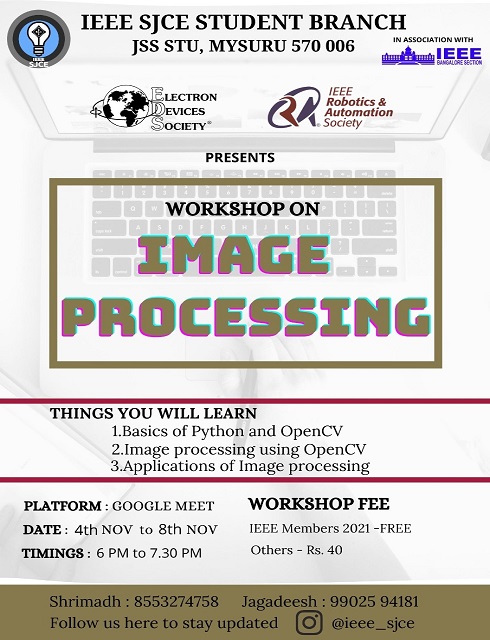 IEEE SJCE STUDENT BRANCH
JSS STU, MYSURU 570 006
IEEE
SJCE
IN ASSOCIATION WITH
IEEE
BANGALORE SECTION
ELECTRON
DEVICES
SOCIETY®
IEEE
Robotics &
Automation
Society
PRESENTS
WORKSHOP ON
IMAGE
PROCESSING
THINGS YOU WILL LEARN
1.Basics of Python and OpenCV
2.Image processing using OpenCV
3.Applications of Image processing
PLATFORM : GOOGLE MEET
DATE : 4th NOV to 8th NOV
TIMINGS : 6 PM to 7.30 PM
WORKSHOP FEE
IEEE Members 2021 -FREE
Others - Rs. 40
Shrimadh : 8553274758 Jagadeesh : 99025 94181
Follow us here to stay updated @ieee_sjce